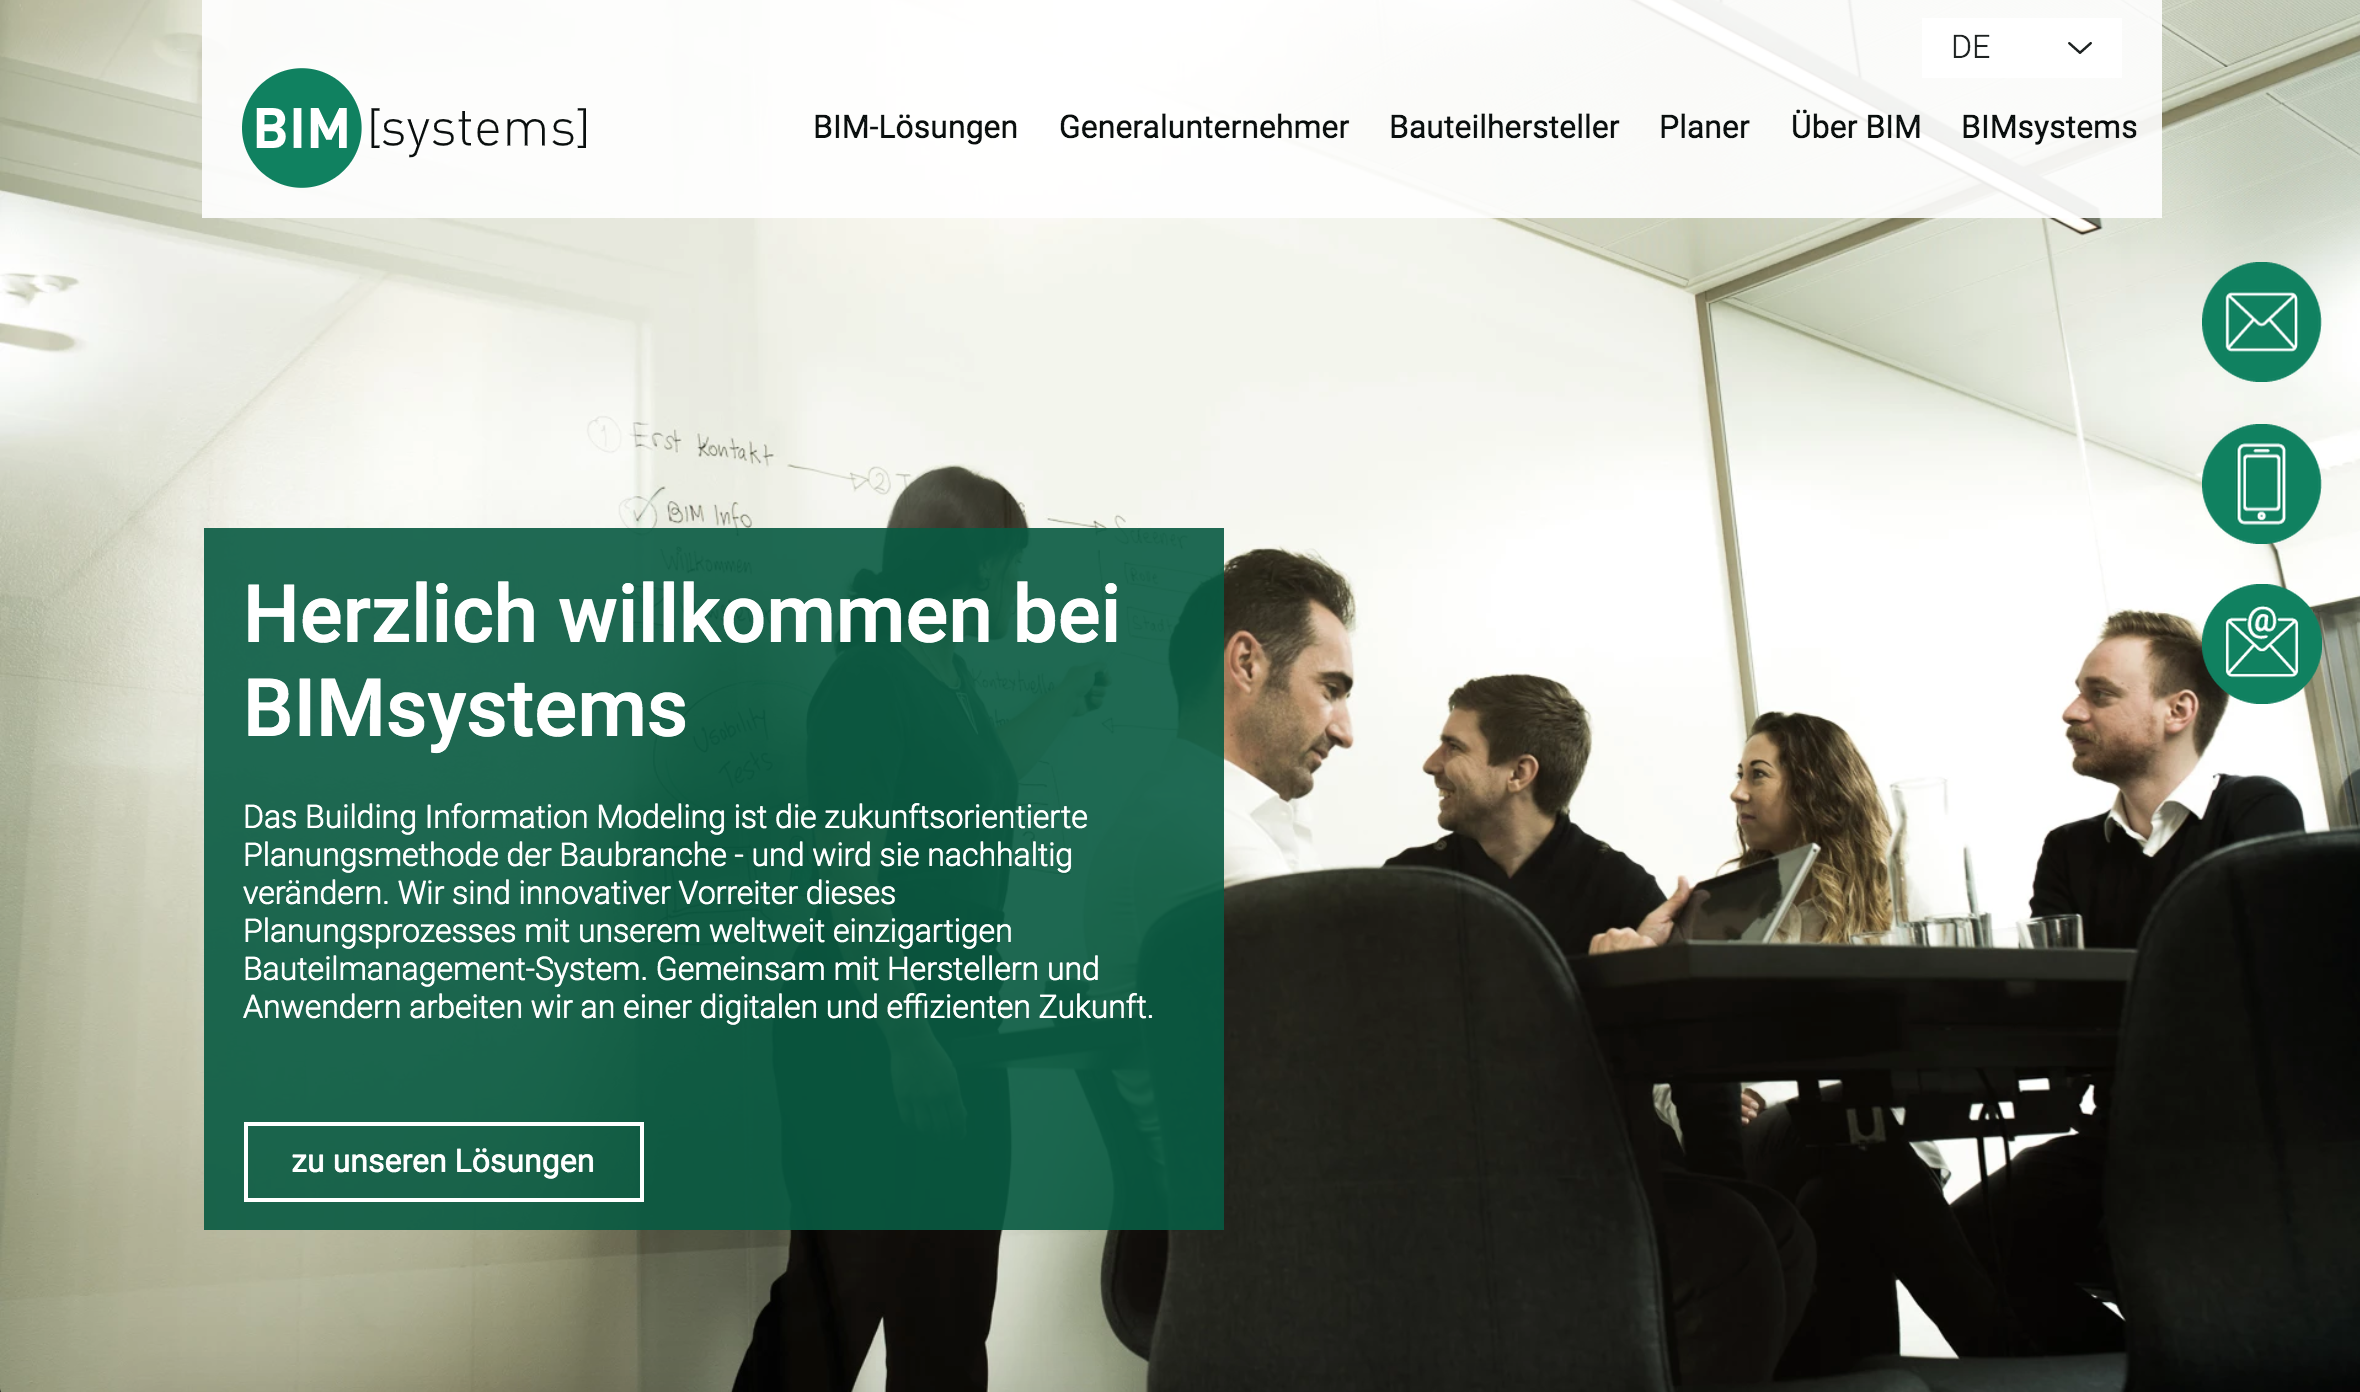 DE
BIM [systems]
BIM-Lösungen Generalunternehmer Bauteilhersteller Planer Über BIM BIMsystems
1 Erst Kontakt
2
BIM Info
Willkommen
Herzlich willkommen bei
BIMsystems
Usability
Tests
Das Building Information Modeling ist die zukunftsorientierte
Planungsmethode der Baubranche - und wird sie nachhaltig
verändern. Wir sind innovativer Vorreiter dieses
Planungsprozesses mit unserem weltweit einzigartigen
Bauteilmanagement-System. Gemeinsam mit Herstellern und
Anwendern arbeiten wir an einer digitalen und effizienten Zukunft.
zu unseren Lösungen